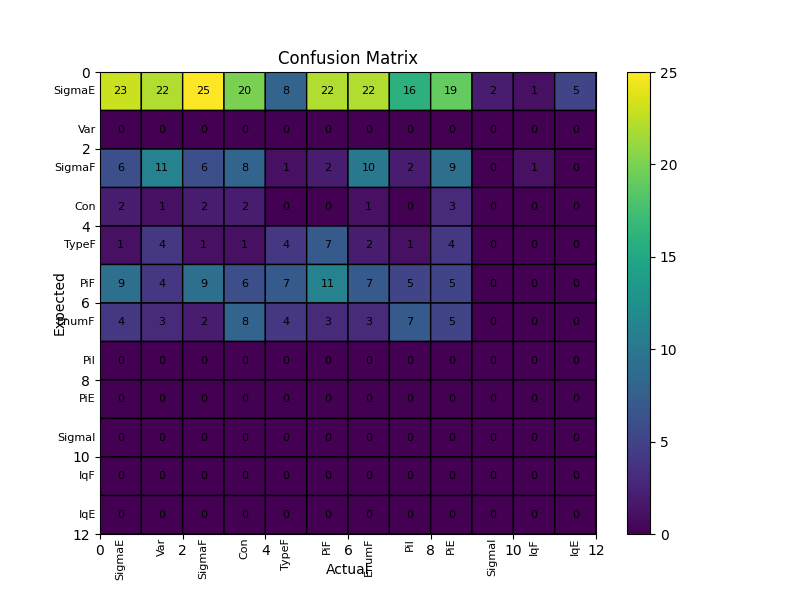 Confusion Matrix
0
SigmaE 23 22 25 20 8 22 22 16 19 2 1 5
Var 0 0 0 0 0 0 0 0 0 0 0 0
2
SigmaF 6 11 6 8 1 2 10 2 9 0 1 0
Con 2 1 2 2 0 0 1 0 3 0 0 0
4
TypeF 1 4 1 1 4 7 2 1 4 0 0 0
PiF 9 4 9 6 7 11 7 5 5 0 0 0
Expected
6
EnumF 4 3 2 8 4 3 3 7 5 0 0 0
PiI 0 0 0 0 0 0 0 0 0 0 0 0
8
PiE 0 0 0 0 0 0 0 0 0 0 0 0
SigmaI 0 0 0 0 0 0 0 0 0 0 0 0
10
IqF 0 0 0 0 0 0 0 0 0 0 0 0
IqE 0 0 0 0 0 0 0 0 0 0 0 0
12
0 2 4 6 8 10 12
SigmaE Var SigmaF Con TypeF PiF EnumF PiI PiE SigmaI IqF IqE
Actual
25
20
15
10
5
0